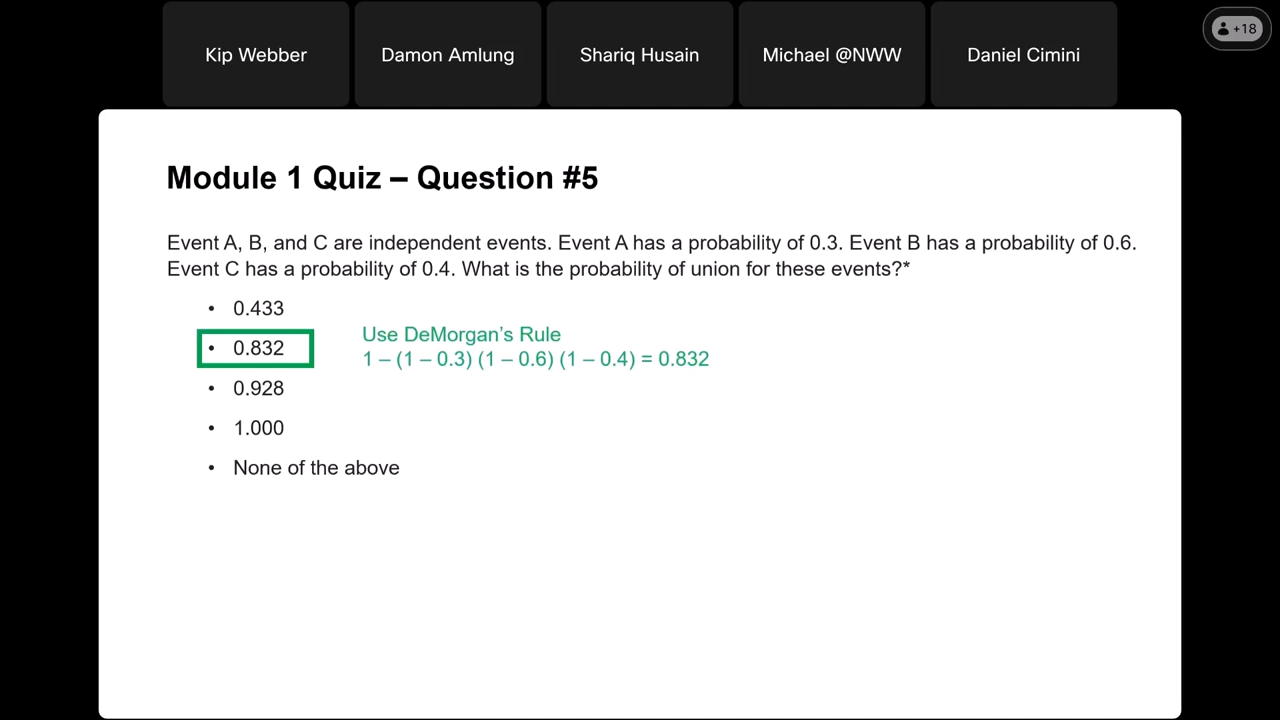 Kip Webber
Damon Amlung
Shariq Husain
Michael @NWW
Daniel Cimini
+18
Module 1 Quiz – Question #5
Event A, B, and C are independent events. Event A has a probability of 0.3. Event B has a probability of 0.6.
Event C has a probability of 0.4. What is the probability of union for these events?*
• 0.433
• 0.832
Use DeMorgan's Rule
1 – (1 – 0.3) (1 – 0.6) (1 – 0.4) = 0.832
• 0.928
• 1.000
• None of the above